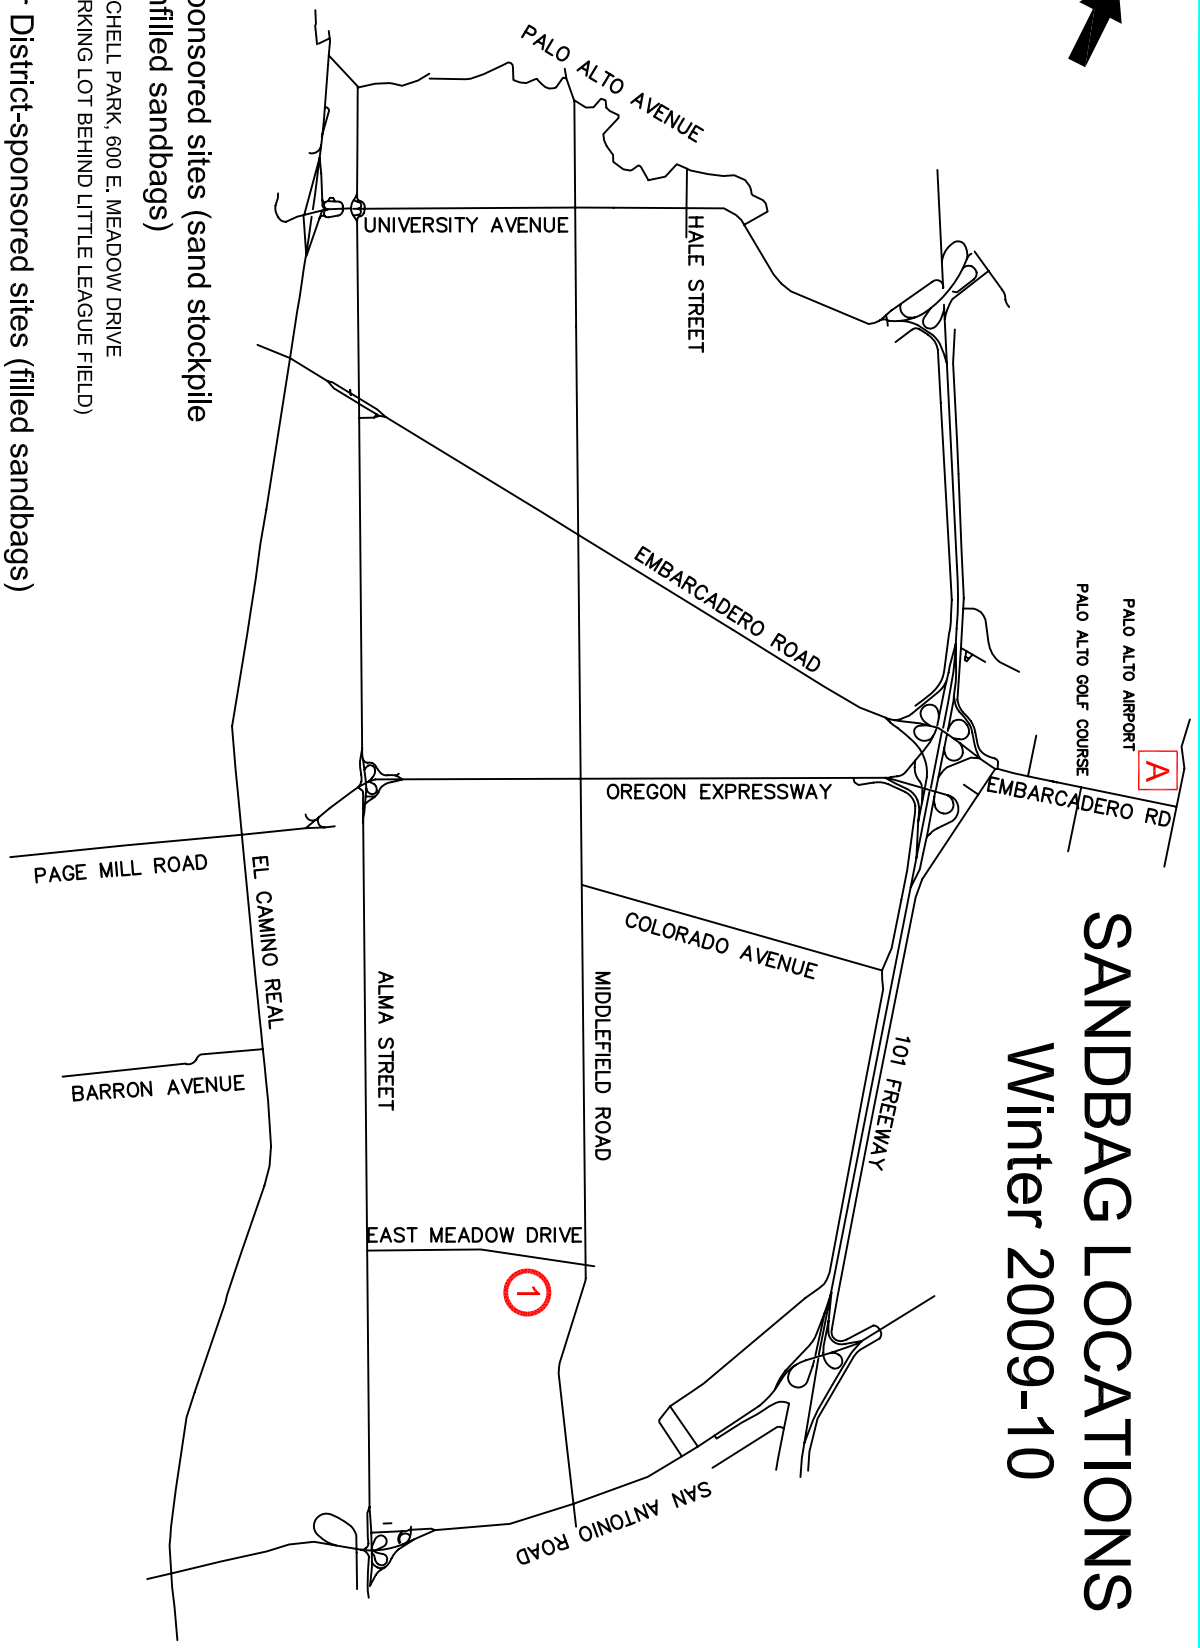 SANDBAG LOCATIONS
Winter 2009-10
PALO ALTO AIRPORT
PALO ALTO GOLF COURSE
A
EMBARCADERO RD
PALO ALTO AVENUE
UNIVERSITY AVENUE
HALE STREET
EMBARCADERO ROAD
OREGON EXPRESSWAY
COLORADO AVENUE
101 FREEWAY
MIDDLEFIELD ROAD
ALMA STREET
EL CAMINO REAL
PAGE MILL ROAD
BARRON AVENUE
EAST MEADOW DRIVE
1
SAN ANTONIO ROAD
ponsored sites (sand stockpile
nfilled sandbags)
CHELL PARK, 600 E. MEADOW DRIVE
RKING LOT BEHIND LITTLE LEAGUE FIELD)
r District-sponsored sites (filled sandbags)